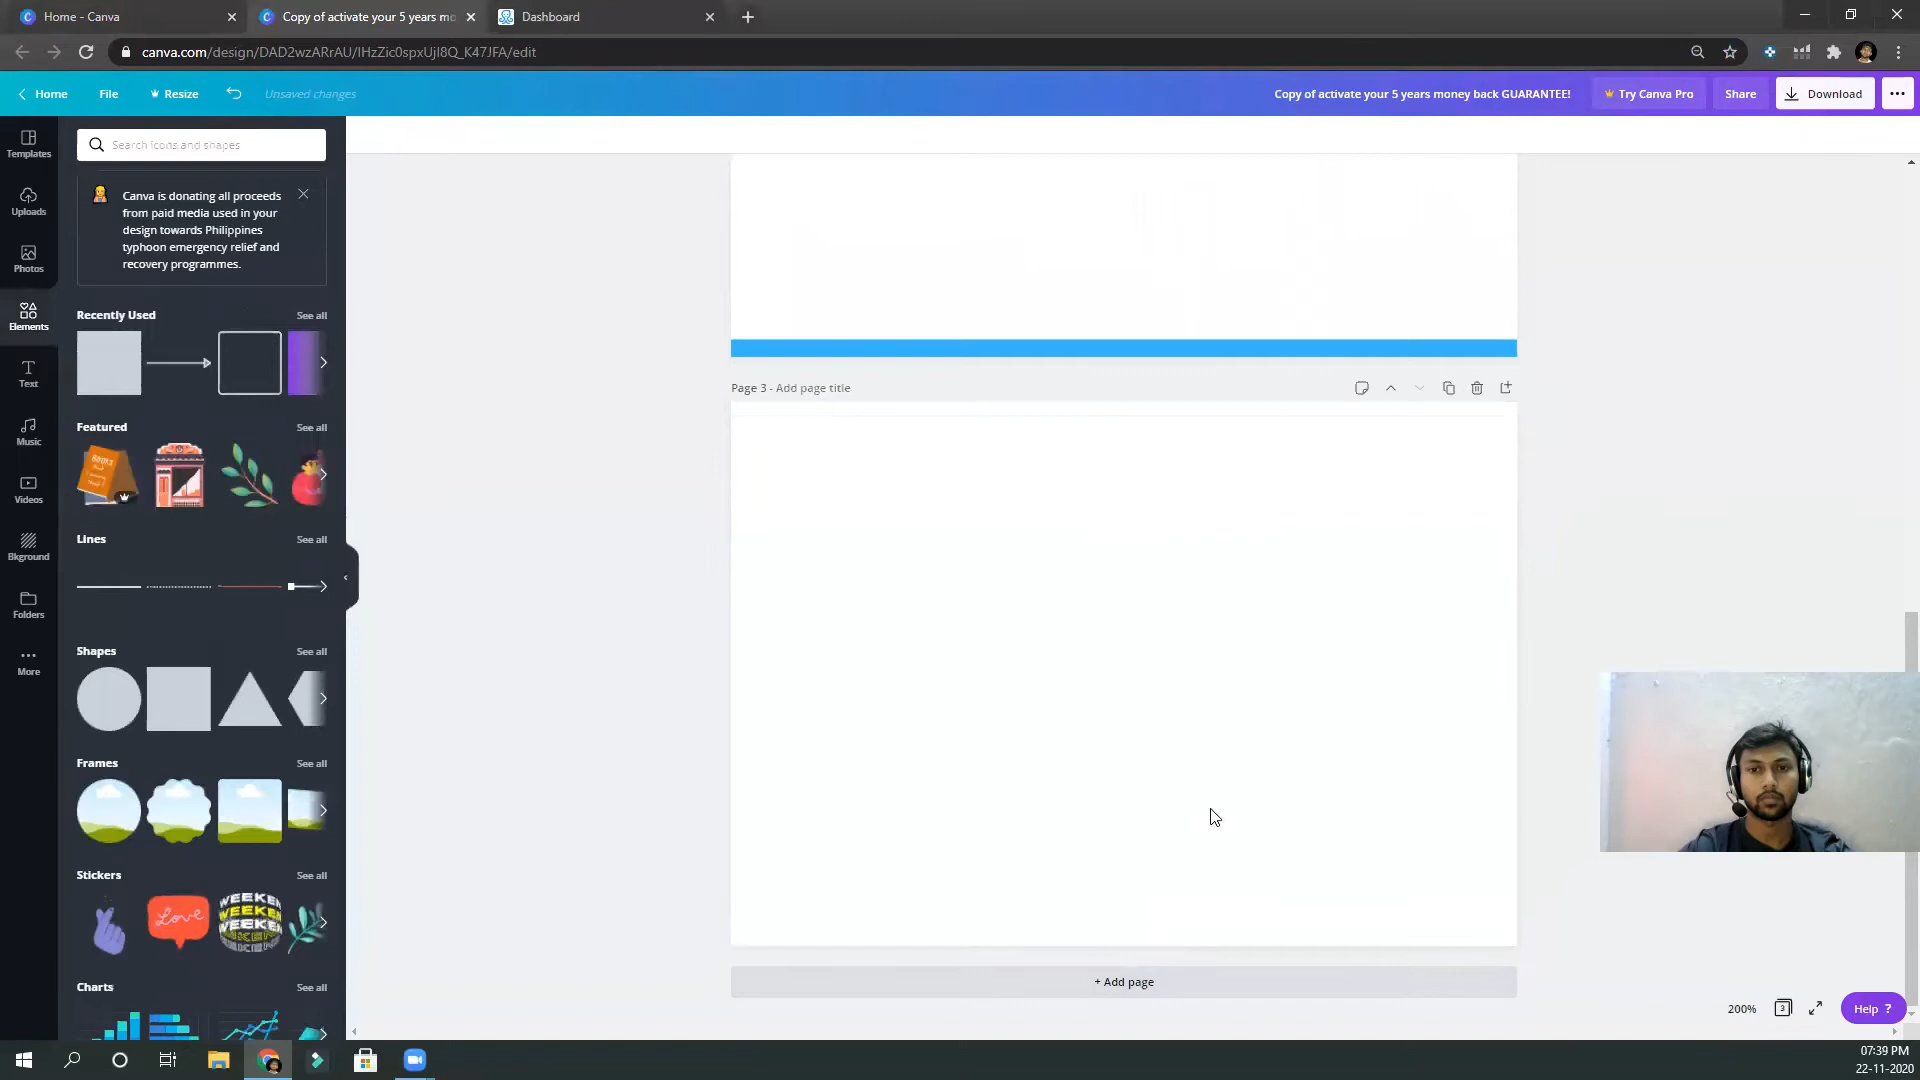 Home - Canva
Copy of activate your 5 years mo
Dashboard
canva.com/design/DAD2wzARrAU/lHzZic0spxUjI8Q_K47JFA/edit
Home
File
Resize
Unsaved changes
Copy of activate your 5 years money back GUARANTEE!
Try Canva Pro
Share
Download
Templates
Uploads
Photos
Elements
Text
Music
Videos
Bkground
Folders
More
Search icons and shapes
Canva is donating all proceeds
from paid media used in your
design towards Philippines
typhoon emergency relief and
recovery programmes.
Recently Used
See all
Featured
See all
Lines
See all
Shapes
See all
Frames
See all
Stickers
See all
Love
WEEKEN
WEEKEN
WEEKEN
Charts
See all
Page 3 - Add page title
+ Add page
200%
3
Help ?
07:39 PM
22-11-2020